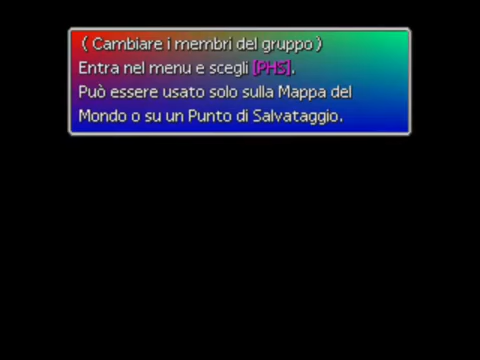 (Cambiare i membri del gruppo)
Entra nel menu e scegli [PHS].
Può essere usato solo sulla Mappa del
Mondo o su un Punto di Salvataggio.